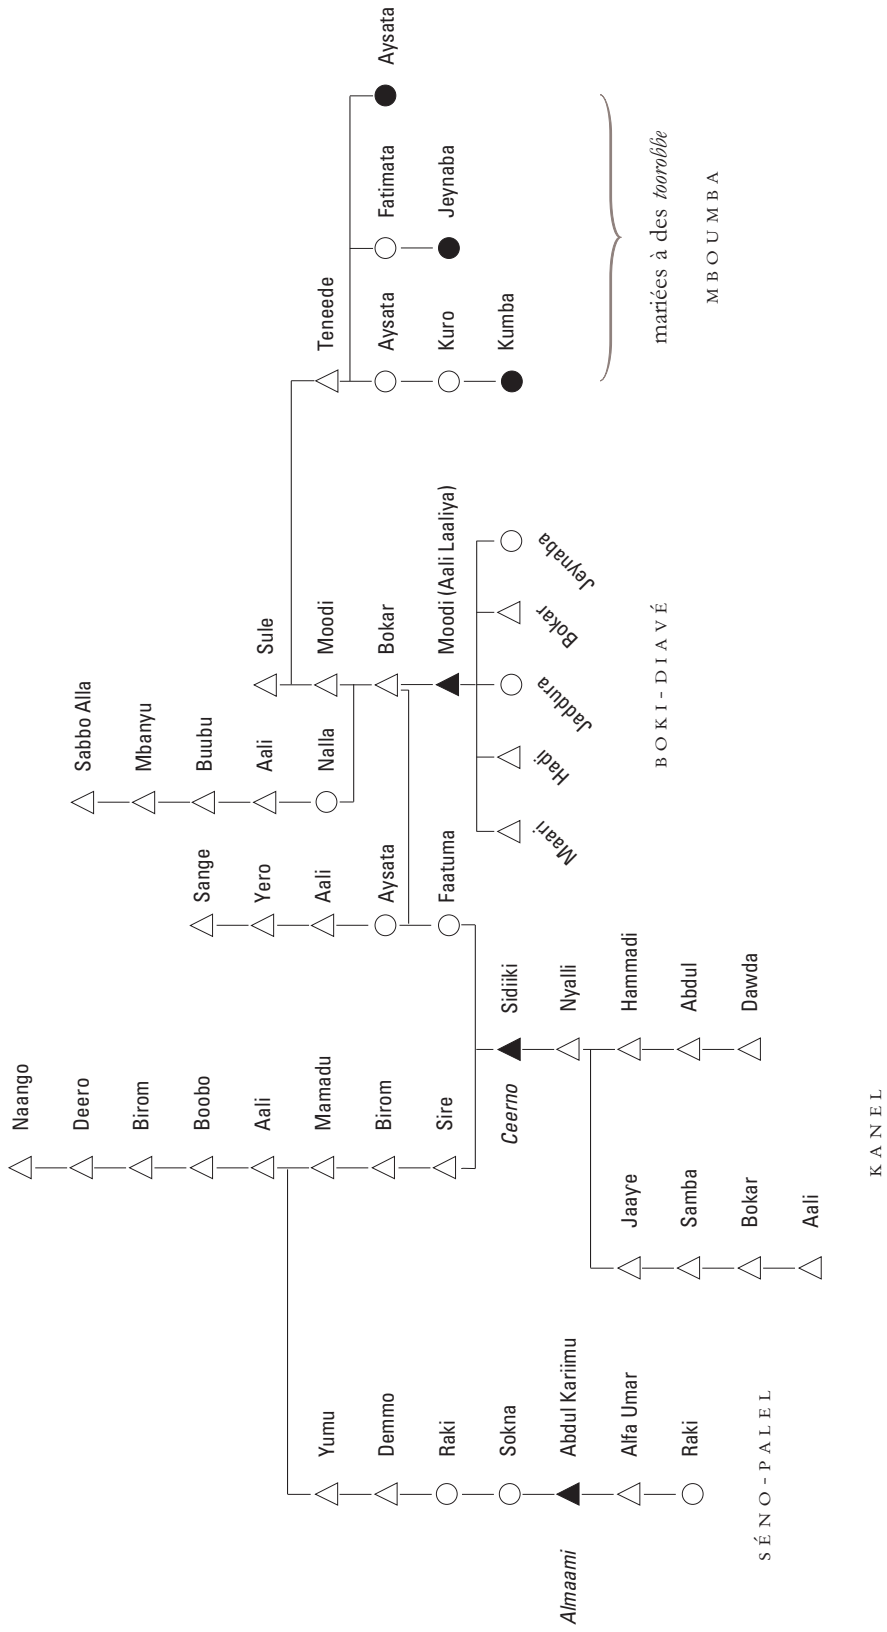 Naango
Deero
Birom
Boobo
Aali
Mamadu
Birom
Sire
Yumu
Demmo
Raki
Sokna
Almaami
Abdul Kariimu
Alfa Umar
Raki
SÉNO-PALEL
Ceerno
Sidiiki
Nyalli
Jaaye
Samba
Bokar
Aali
Hammadi
Abdul
Dawda
KANEL
Sange
Yero
Aali
Aysata
Faatuma
Sabbo Alla
Mbanyu
Buubu
Aali
Nalla
Sule
Moodi
Bokar
Moodi (Aali Laaliya)
Maari
Hadi
Jaddura
Bokar
Jeynaba
BOKI-DIAVÉ
Teneede
Aysata
Kuro
Kumba
Fatimata
Jeynaba
Aysata
mariées à des toorobbe
MBOUMBA